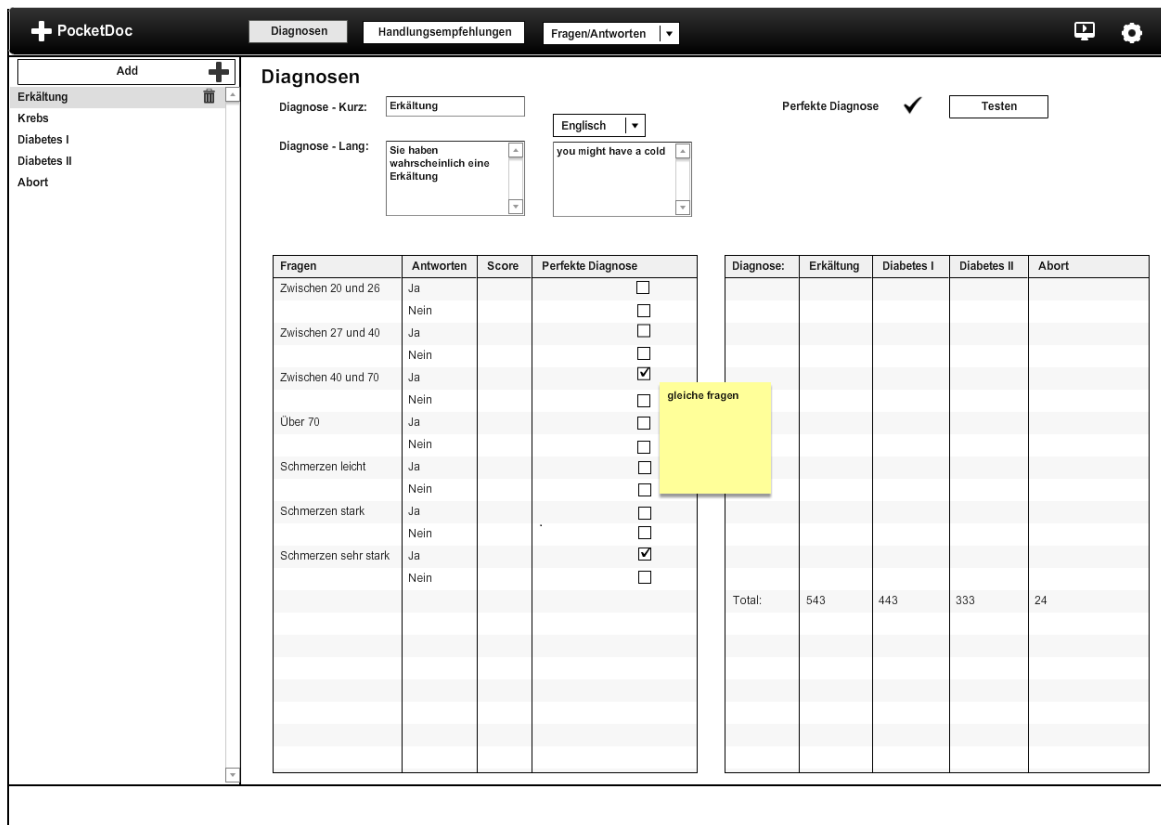 PocketDoc
Diagnosen
Handlungsempfehlungen
Fragen/Antworten
Add
Erkältung
Krebs
Diabetes I
Diabetes II
Abort
Diagnosen
Diagnose - Kurz:
Erkältung
Perfekte Diagnose
Testen
Englisch
Diagnose - Lang:
Sie haben
wahrscheinlich eine
Erkältung
you might have a cold
Fragen Antworten Score Perfekte Diagnose
Zwischen 20 und 26 Ja
Nein
Zwischen 27 und 40 Ja
Nein
Zwischen 40 und 70 Ja
Nein
Über 70 Ja
Nein
Schmerzen leicht Ja
Nein
Schmerzen stark Ja
Nein
Schmerzen sehr stark Ja
Nein
gleiche fragen
Diagnose: Erkältung Diabetes I Diabetes II Abort
Total: 543 443 333 24